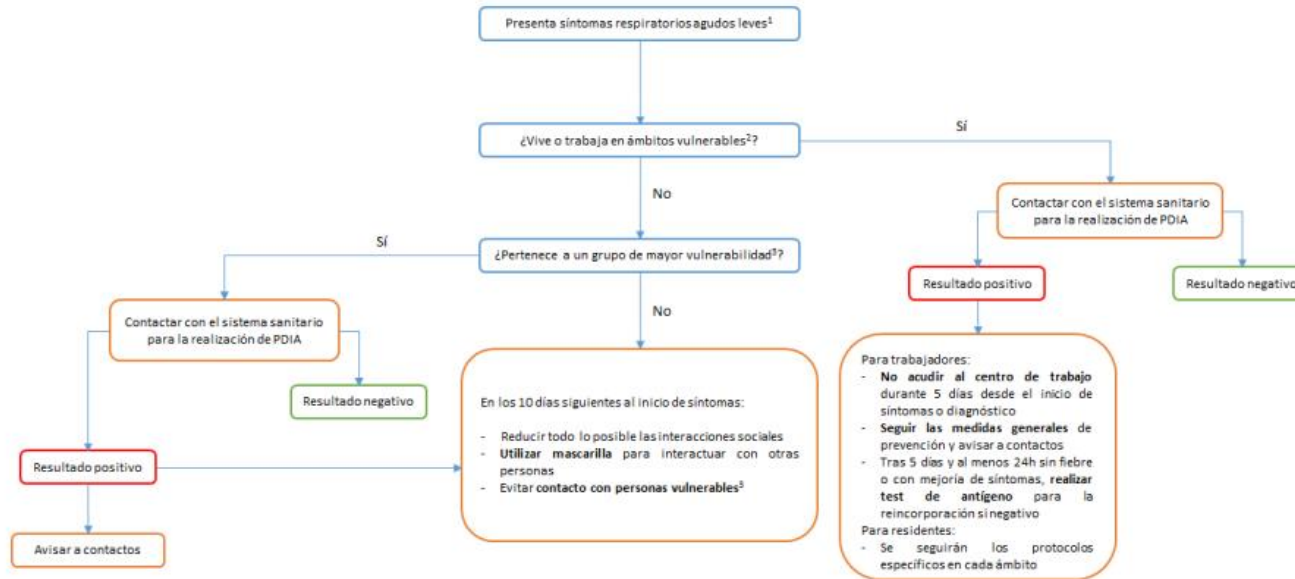 Presenta síntomas respiratorios agudos leves¹
¿Vive o trabaja en ámbitos vulnerables²?
Sí
No
Contactar con el sistema sanitario
para la realización de PDIA
Sí
¿Pertenece a un grupo de mayor vulnerabilidad³?
Resultado positivo
Resultado negativo
No
Contactar con el sistema sanitario
para la realización de PDIA
Resultado negativo
Resultado positivo
Avisar a contactos
En los 10 días siguientes al inicio de síntomas:
- Reducir todo lo posible las interacciones sociales
- Utilizar mascarilla para interactuar con otras
personas
- Evitar contacto con personas vulnerables³
Para trabajadores:
- No acudir al centro de trabajo
durante 5 días desde el inicio de
síntomas o diagnóstico
- Seguir las medidas generales de
prevención y avisar a contactos
- Tras 5 días y al menos 24h sin fiebre
o con mejoría de síntomas, realizar
test de antígeno para la
reincorporación si negativo
Para residentes:
- Se seguirán los protocolos
específicos en cada ámbito